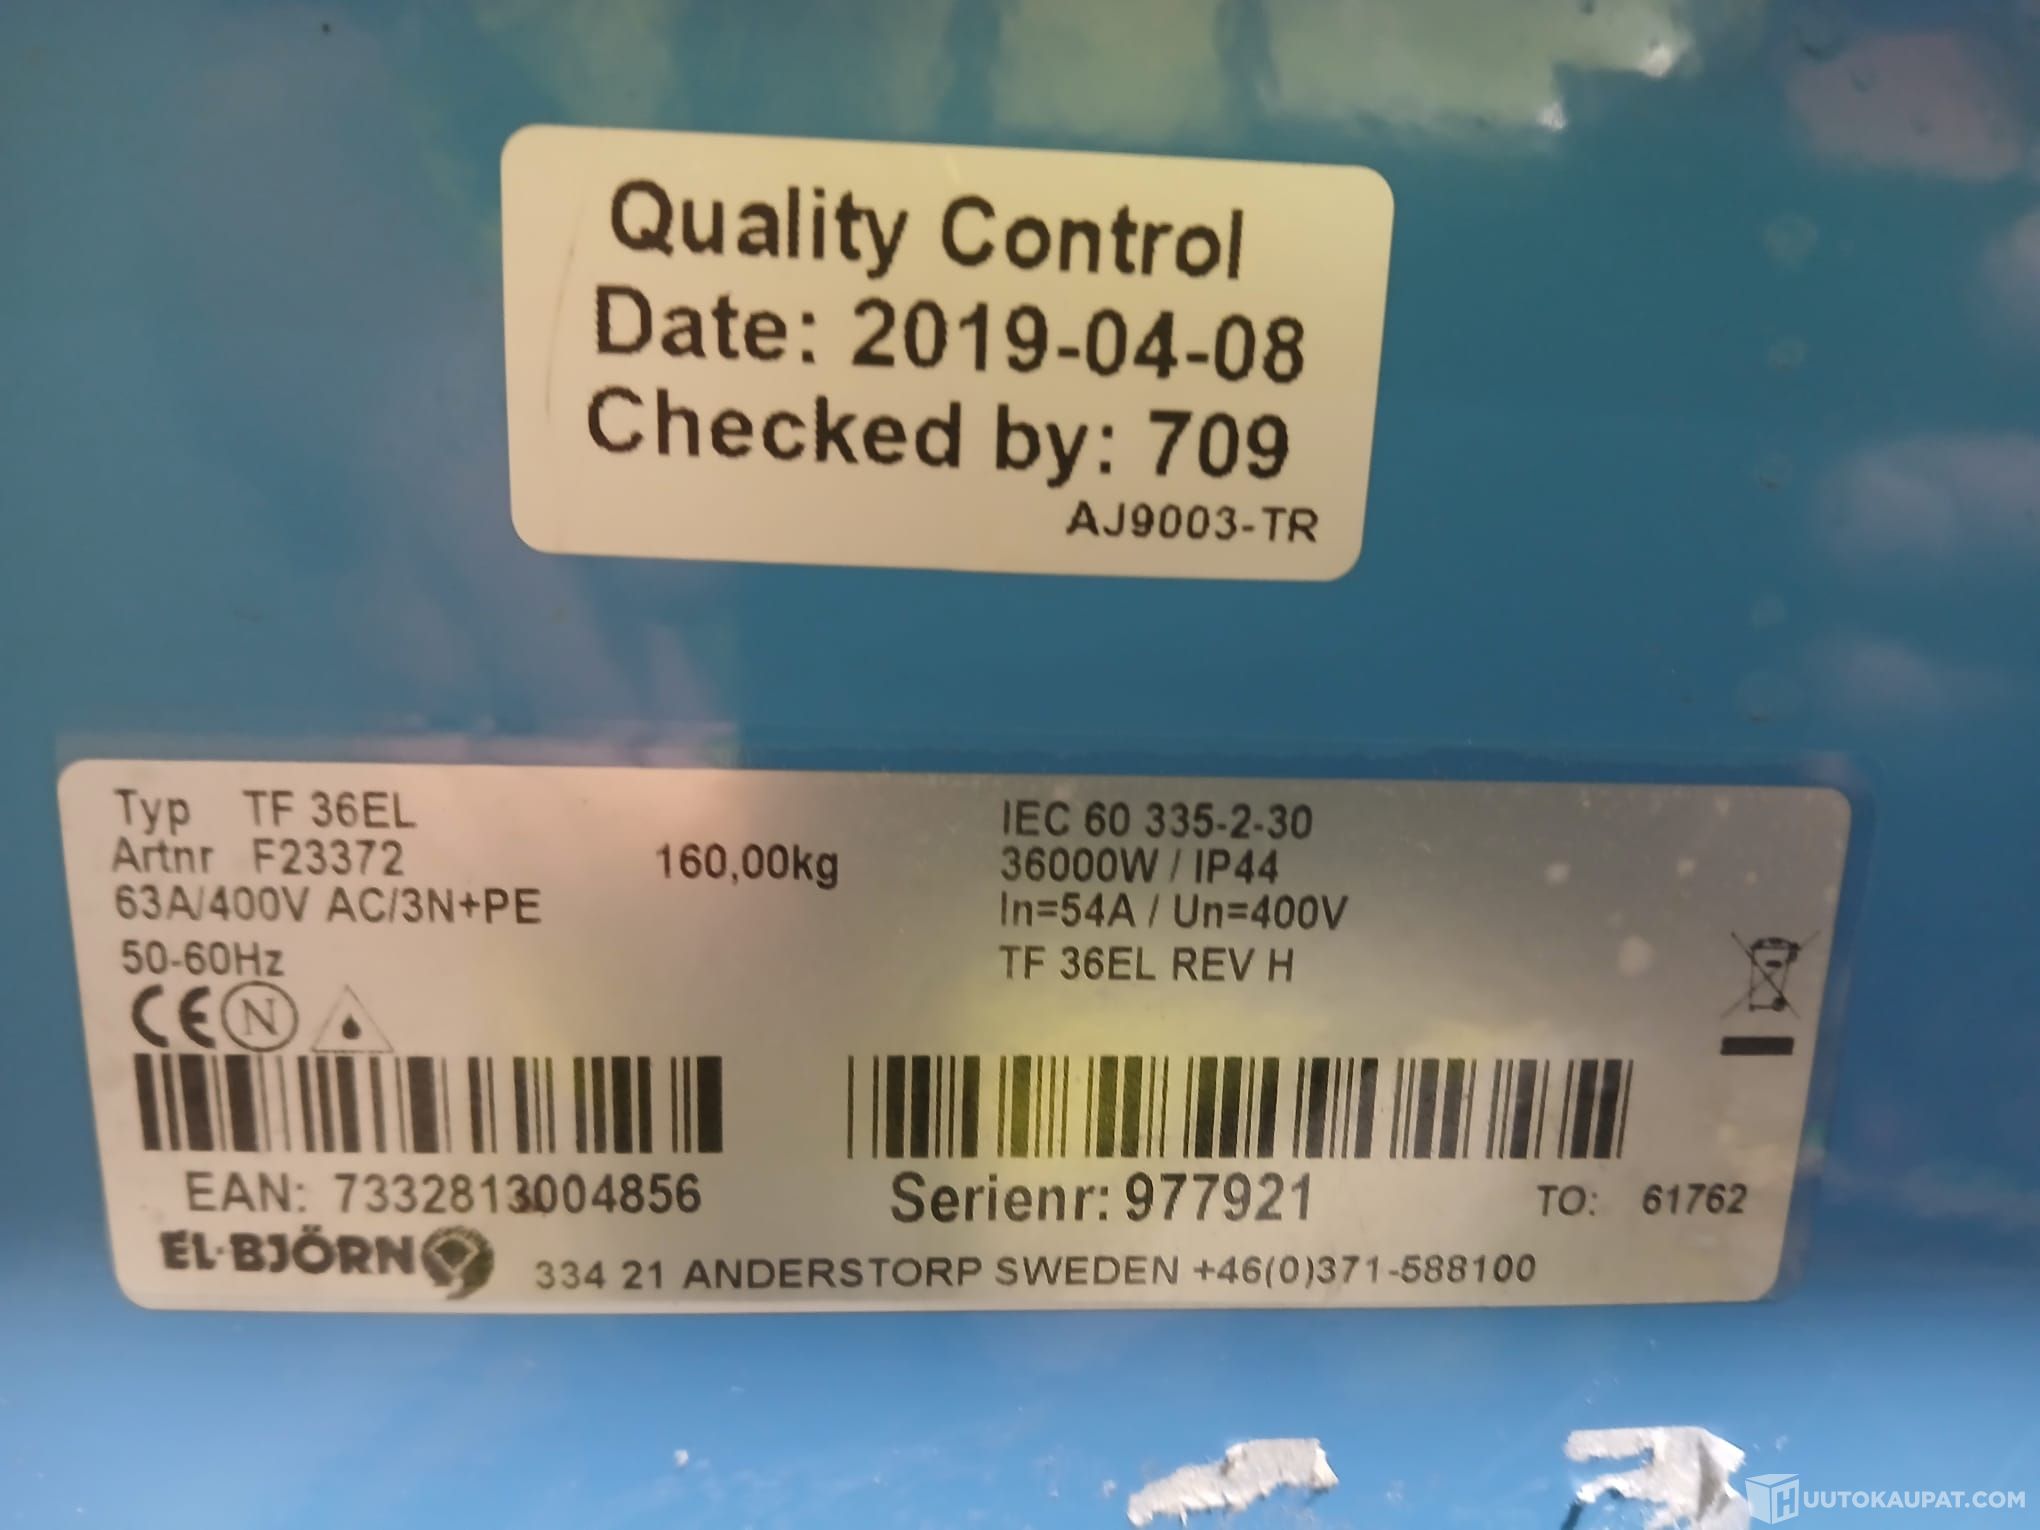 Quality Control
Date: 2019-04-08
Checked by: 709
AJ9003-TR
Typ TF 36EL
Artnr F23372
160,00kg
63A/400V AC/3N+PE
50-60Hz
IEC 60 335-2-30
36000W / IP44
In=54A / Un=400V
TF 36EL REV H
CE N
EAN: 7332813004856
Serienr: 977921
TO: 61762
EL·BJÖRN
334 21 ANDERSTORP SWEDEN +46(0)371-588100
HUUTOKAUPAT.COM